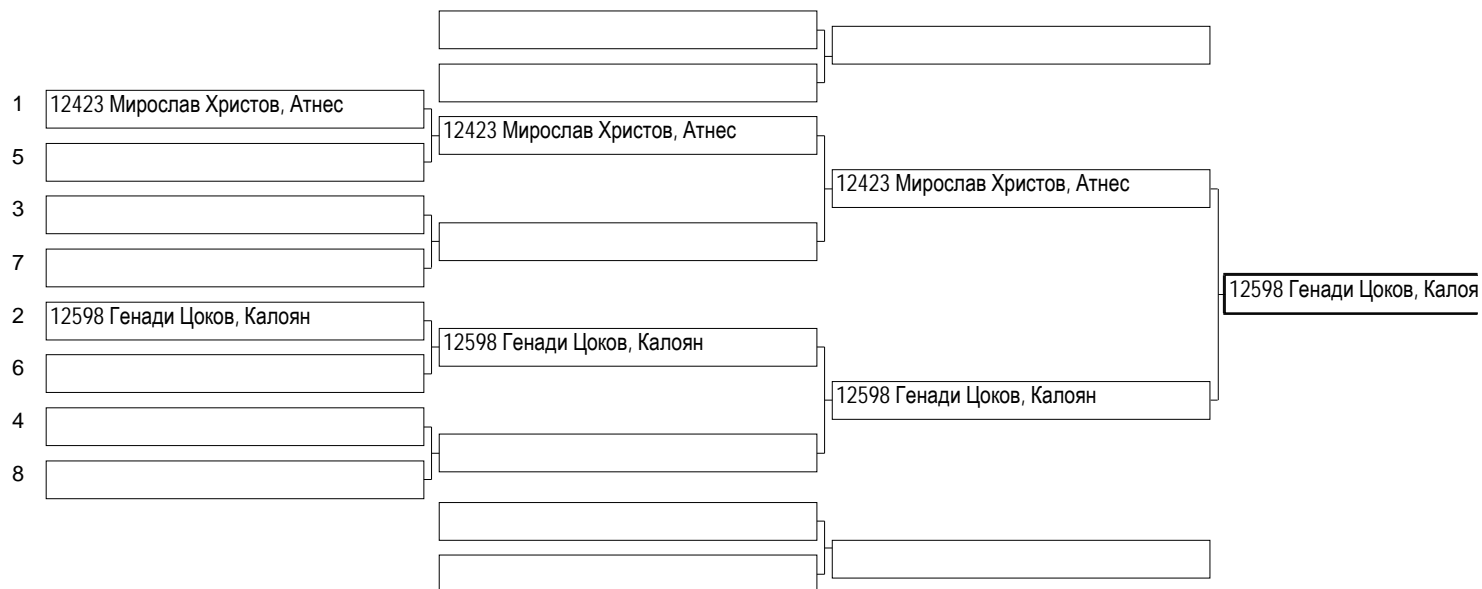 1 12423 Мирослав Христов, Атнес
5
3
7
2 12598 Генади Цоков, Калоян
6
4
8
12423 Мирослав Христов, Атнес
12598 Генади Цоков, Калоян
12423 Мирослав Христов, Атнес
12598 Генади Цоков, Калоян
12598 Генади Цоков, Калоя